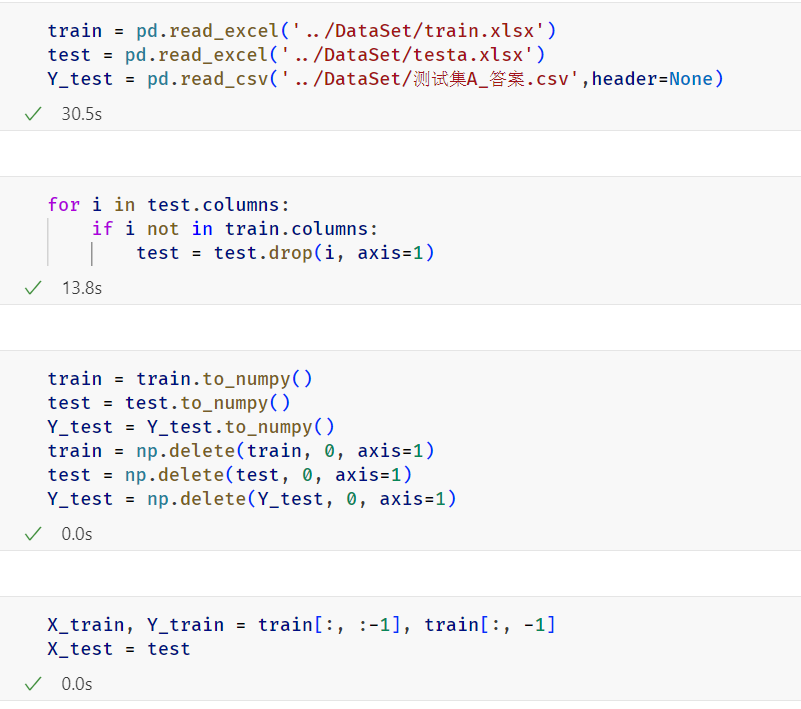 train = pd.read_excel('../DataSet/train.xlsx')
test = pd.read_excel('../DataSet/testa.xlsx')
Y_test = pd.read_csv('../DataSet/测试集A_答案.csv',header=None)
30.5s
for i in test.columns:
    if i not in train.columns:
        test = test.drop(i, axis=1)
13.8s
train = train.to_numpy()
test = test.to_numpy()
Y_test = Y_test.to_numpy()
train = np.delete(train, 0, axis=1)
test = np.delete(test, 0, axis=1)
Y_test = np.delete(Y_test, 0, axis=1)
0.0s
X_train, Y_train = train[:, :-1], train[:, -1]
X_test = test
0.0s